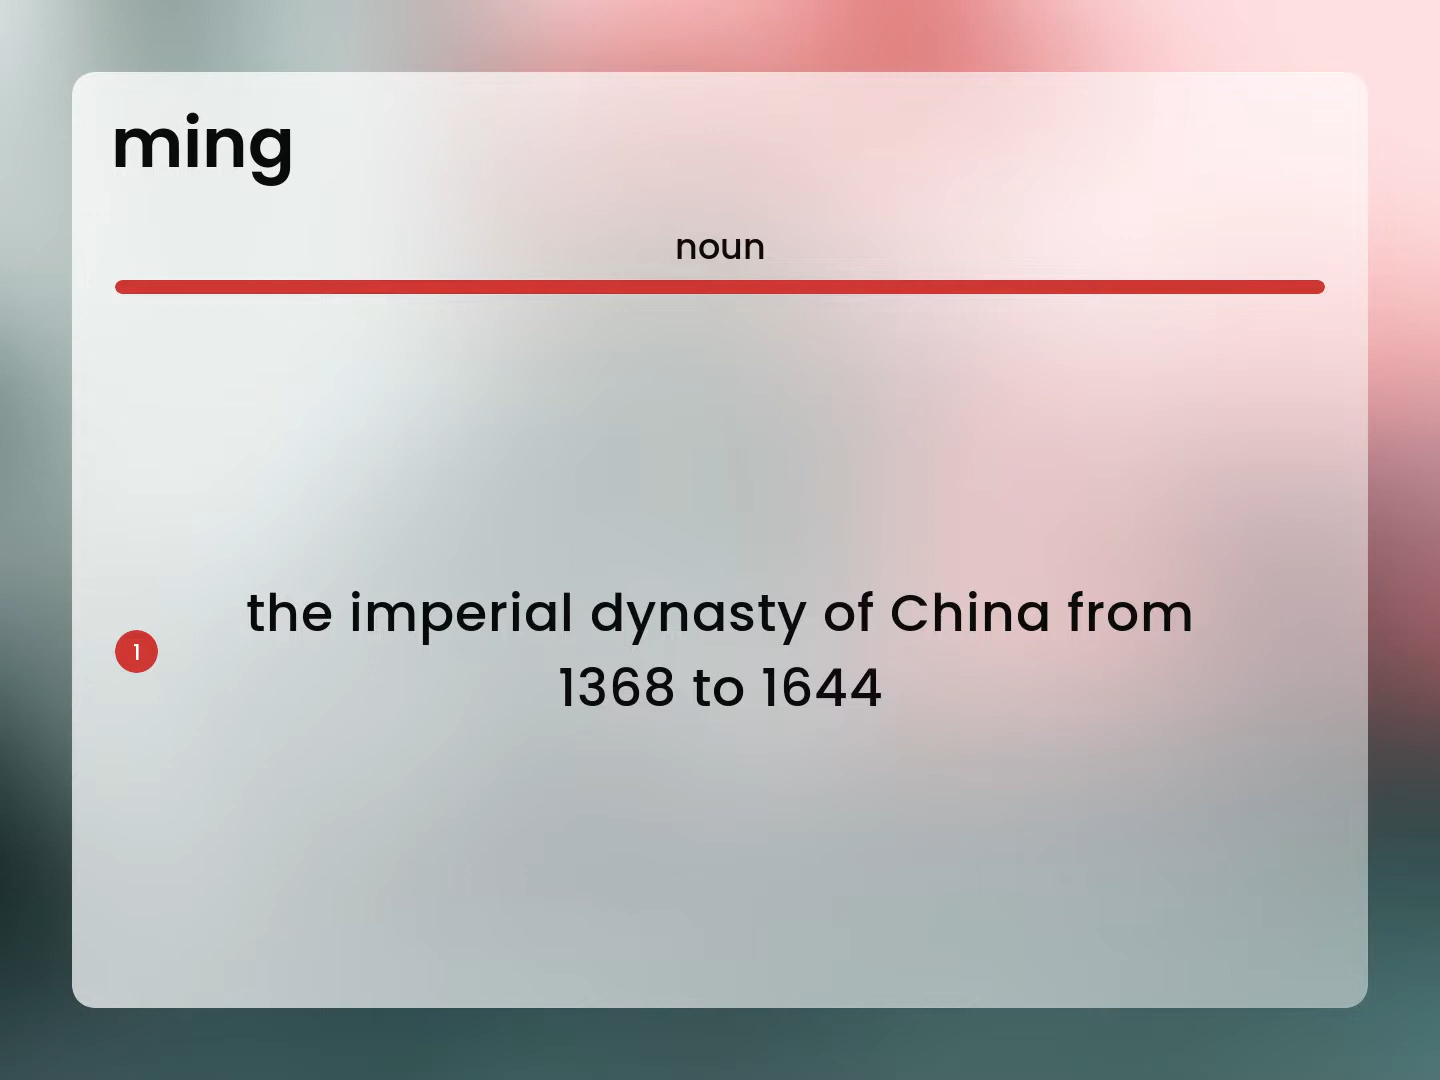 ming
noun
1
the imperial dynasty of China from
1368 to 1644